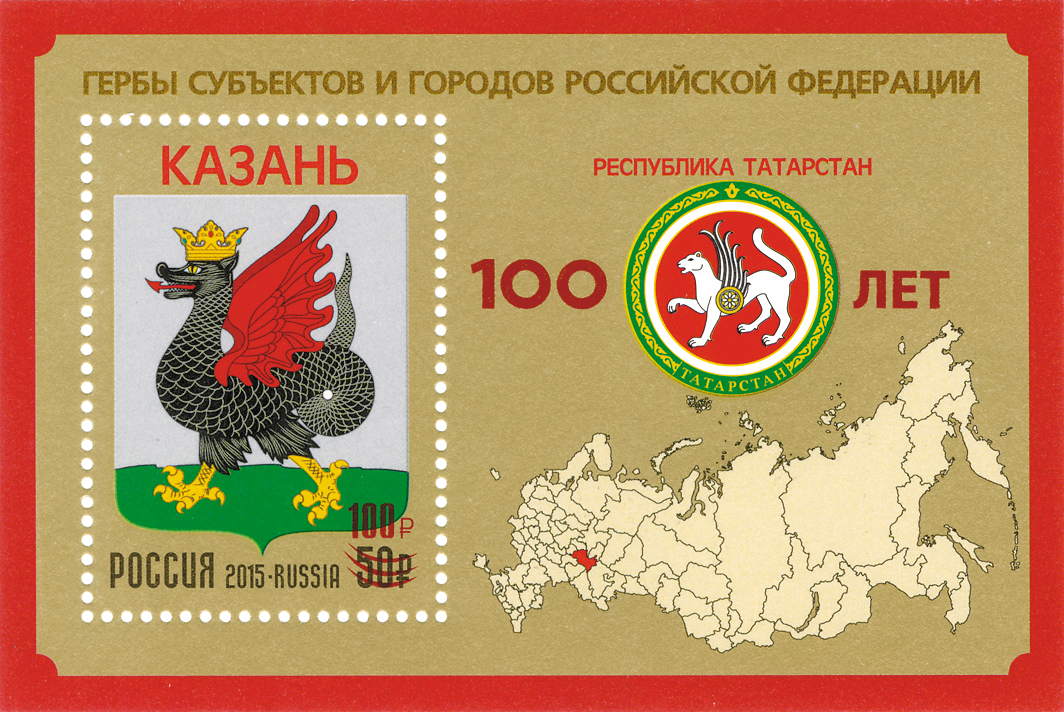 ГЕРБЫ СУБЪЕКТОВ И ГОРОДОВ РОССИЙСКОЙ ФЕДЕРАЦИИ
КАЗАНЬ
100₽
РОССИЯ 2015·RUSSIA 50₽
РЕСПУБЛИКА ТАТАРСТАН
100 ЛЕТ
ТАТАРСТАН